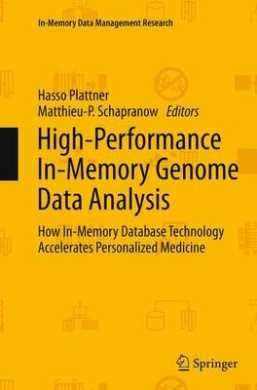 In-Memory Data Management Research
Hasso Plattner
Matthieu-P. Schapranow Editors
High-Performance
In-Memory Genome
Data Analysis
How In-Memory Database Technology
Accelerates Personalized Medicine
Springer